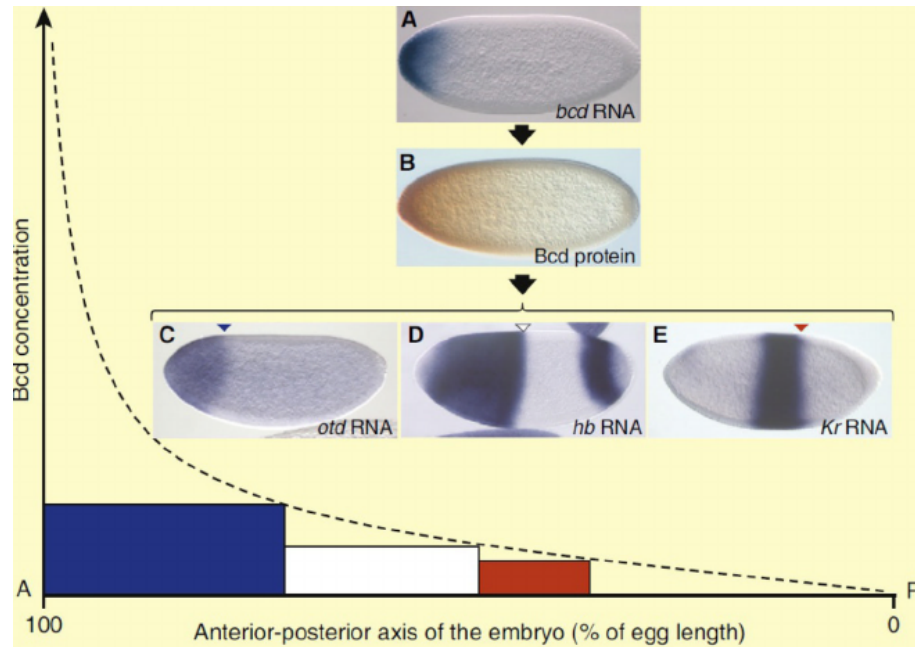 A
bcd RNA
B
Bcd protein
Bcd concentration
C
otd RNA
D
hb RNA
E
Kr RNA
A
P
100
0
Anterior-posterior axis of the embryo (% of egg length)